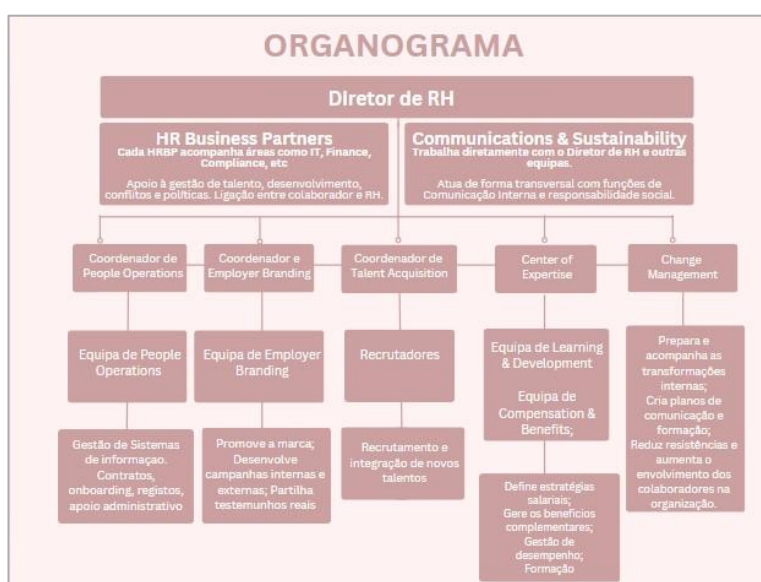 ORGANOGRAMA
Diretor de RH
HR Business Partners
Cada HRBP acompanha áreas como IT, Finance,
Compliance, etc
Apoio à gestão de talento, desenvolvimento,
conflitos e políticas. Ligação entre colaborador e RH.
Communications & Sustainability
Trabalha diretamente com o Diretor de RH e outras
equipas.
Atua de forma transversal com funções de
Comunicação Interna e responsabilidade social.
Coordenador de
People Operations
Coordenador e
Employer Branding
Coordenador de
Talent Acquisition
Center of
Expertise
Change
Management
Equipa de People
Operations
Equipa de Employer
Branding
Recrutadores
Equipa de Learning
& Development
Equipa de
Compensation &
Benefits;
Prepara e
acompanha as
transformações
internas;
Cria planos de
comunicação e
formação;
Reduz resistências e
aumenta o
envolvimento dos
colaboradores na
organização.
Gestão de Sistemas
de informaçao.
Contratos,
onboarding, registos,
apoio administrativo
Promove a marca;
Desenvolve
campanhas internas e
externas; Partilha
testemunhos reais
Recrutamento e
integração de novos
talentos
Define estratégias
salariais;
Gere os benefícios
complementares;
Gestão de
desempenho;
Formação